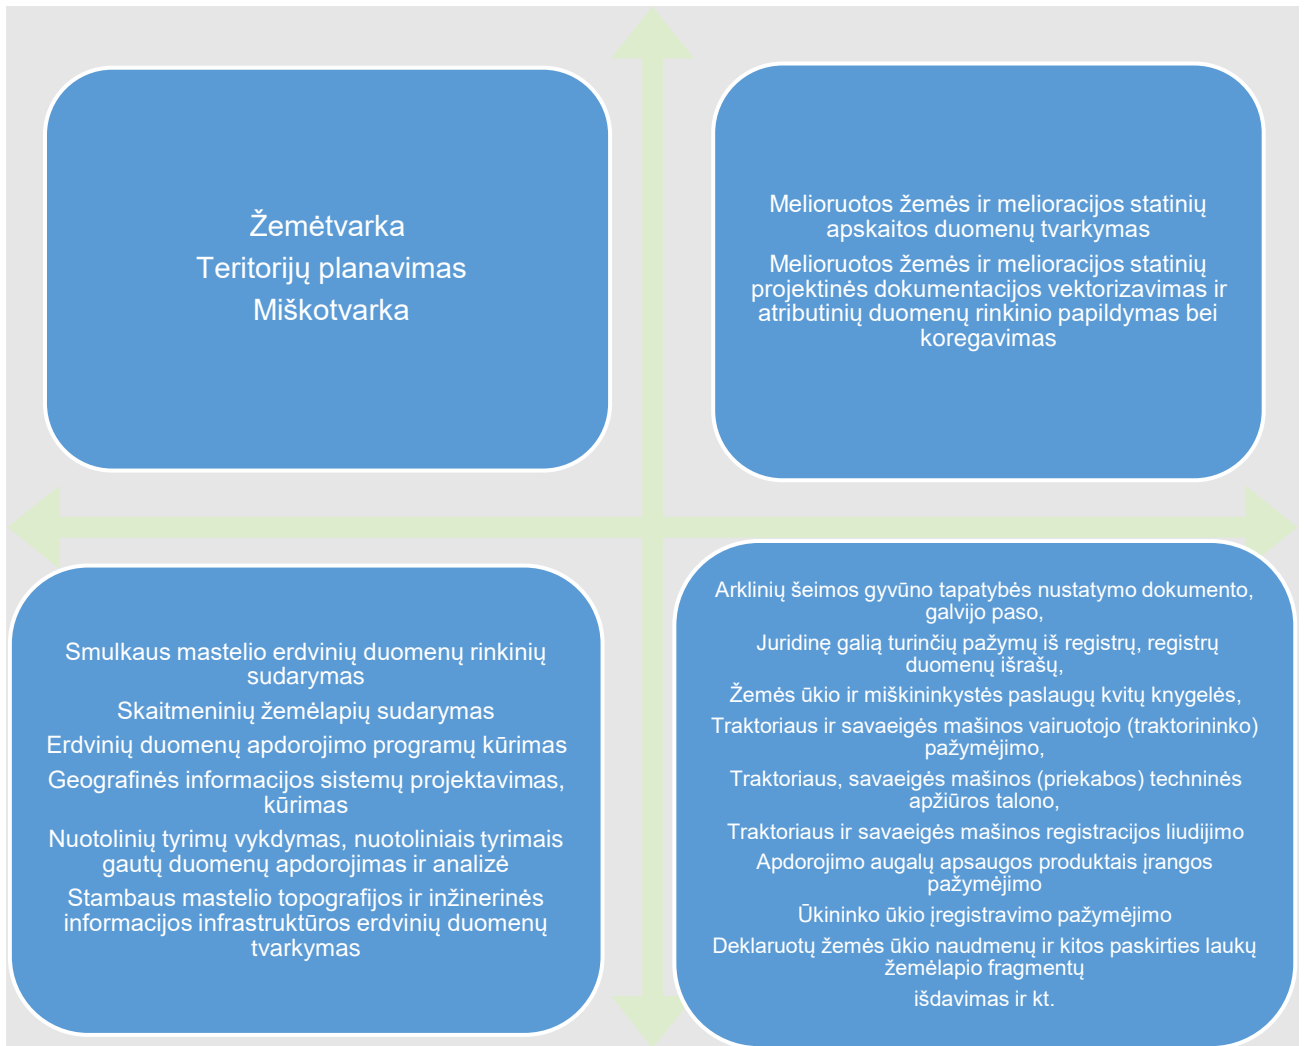 Žemėtvarka
Teritorijų planavimas
Miškotvarka
Melioruotos žemės ir melioracijos statinių
apskaitos duomenų tvarkymas
Melioruotos žemės ir melioracijos statinių
projektinės dokumentacijos vektorizavimas ir
atributinių duomenų rinkinio papildymas bei
koregavimas
Smulkaus mastelio erdvinių duomenų rinkinių
sudarymas
Skaitmeninių žemėlapių sudarymas
Erdvinių duomenų apdorojimo programų kūrimas
Geografinės informacijos sistemų projektavimas,
kūrimas
Nuotolinių tyrimų vykdymas, nuotoliniais tyrimais
gautų duomenų apdorojimas ir analizė
Stambaus mastelio topografijos ir inžinerinės
informacijos infrastruktūros erdvinių duomenų
tvarkymas
Arklinių šeimos gyvūno tapatybės nustatymo dokumento,
galvijo paso,
Juridinę galią turinčių pažymų iš registrų, registrų
duomenų išrašų,
Žemės ūkio ir miškininkystės paslaugų kvitų knygelės,
Traktoriaus ir savaeigės mašinos vairuotojo (traktorininko)
pažymėjimo,
Traktoriaus, savaeigės mašinos (priekabos) techninės
apžiūros talono,
Traktoriaus ir savaeigės mašinos registracijos liudijimo
Apdorojimo augalų apsaugos produktais įrangos
pažymėjimo
Ūkininko ūkio įregistravimo pažymėjimo
Deklaruotų žemės ūkio naudmenų ir kitos paskirties laukų
žemėlapio fragmentų
išdavimas ir kt.